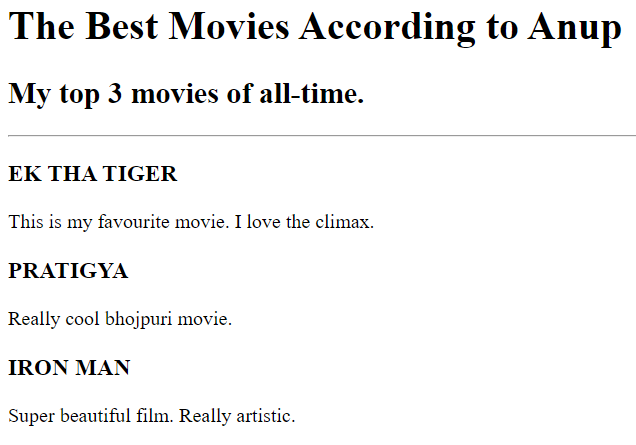 The Best Movies According to Anup
My top 3 movies of all-time.
EK THA TIGER
This is my favourite movie. I love the climax.
PRATIGYA
Really cool bhojpuri movie.
IRON MAN
Super beautiful film. Really artistic.